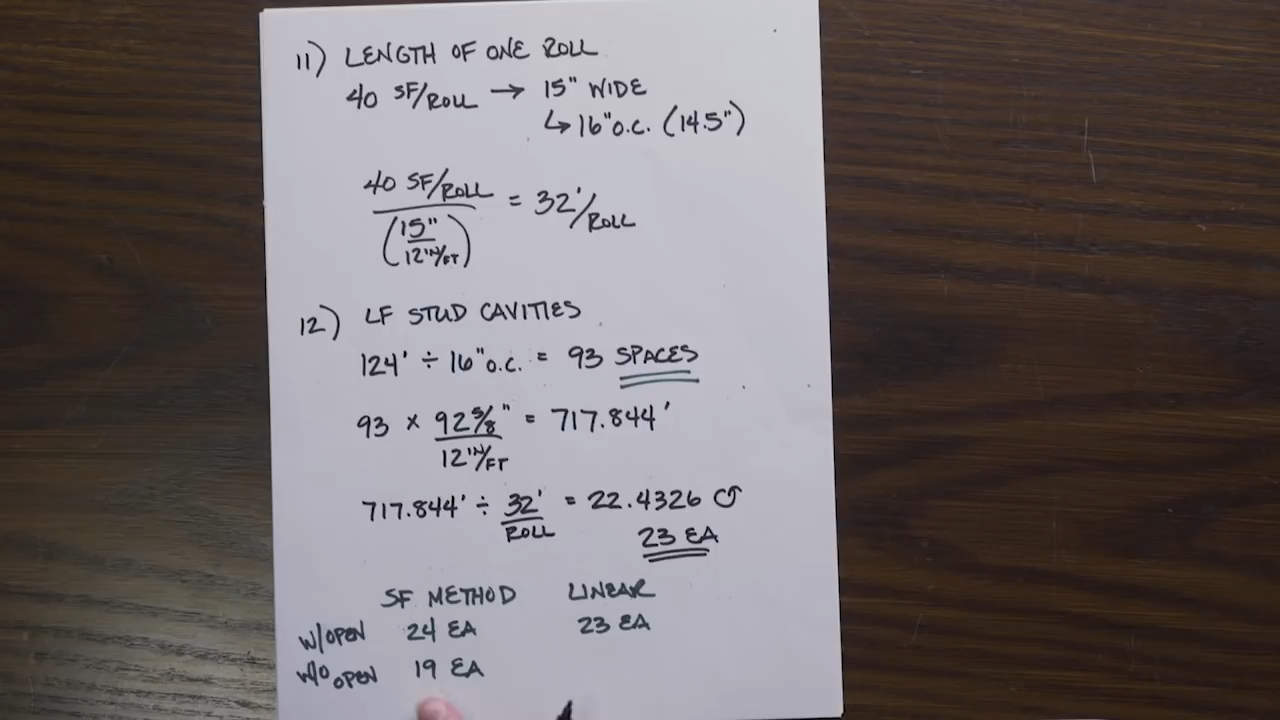 11) LENGTH OF ONE ROLL
40 SF/ROLL → 15" WIDE
↳ 16" O.C. (14.5")
40 SF/ROLL
(15"
12 IN/FT) = 32'/ROLL
12) LF STUD CAVITIES
124' ÷ 16" O.C. = 93 SPACES
93 × 92 5/8" = 717.844'
12 IN/FT
717.844' ÷ 32' = 22.4326 ↺
ROLL 23 EA
SF METHOD LINEAR
W/OPEN 24 EA 23 EA
W/O OPEN 19 EA